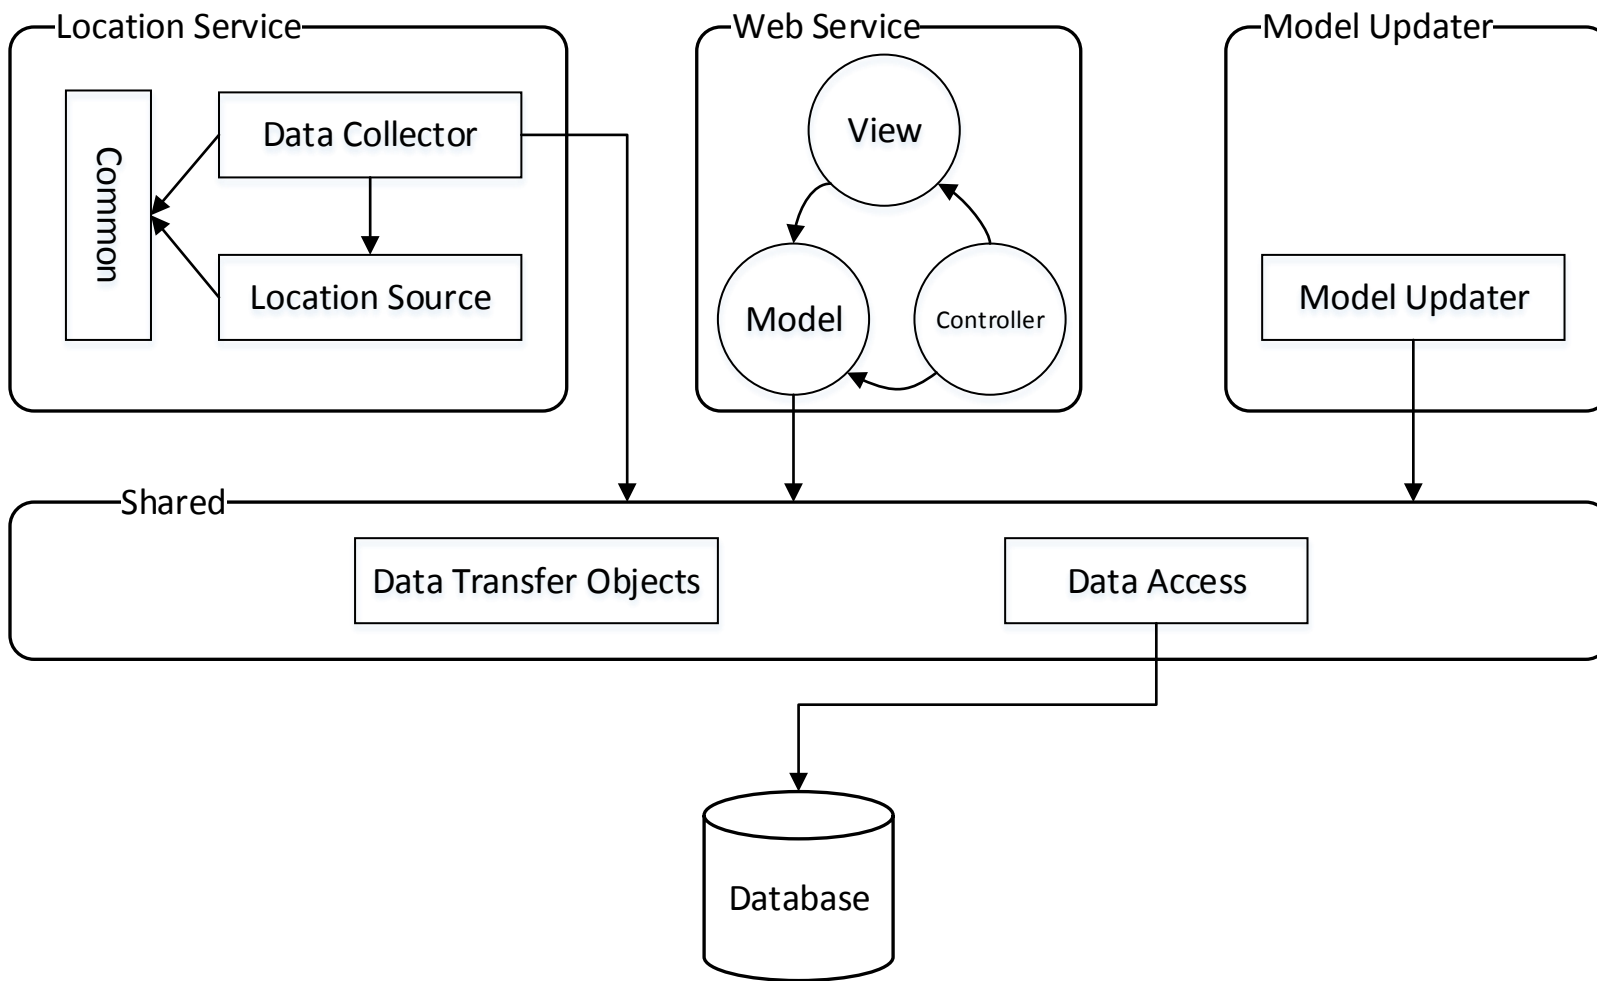 Location Service
Web Service
Model Updater
Common
Data Collector
Location Source
View
Model
Controller
Model Updater
Shared
Data Transfer Objects
Data Access
Database